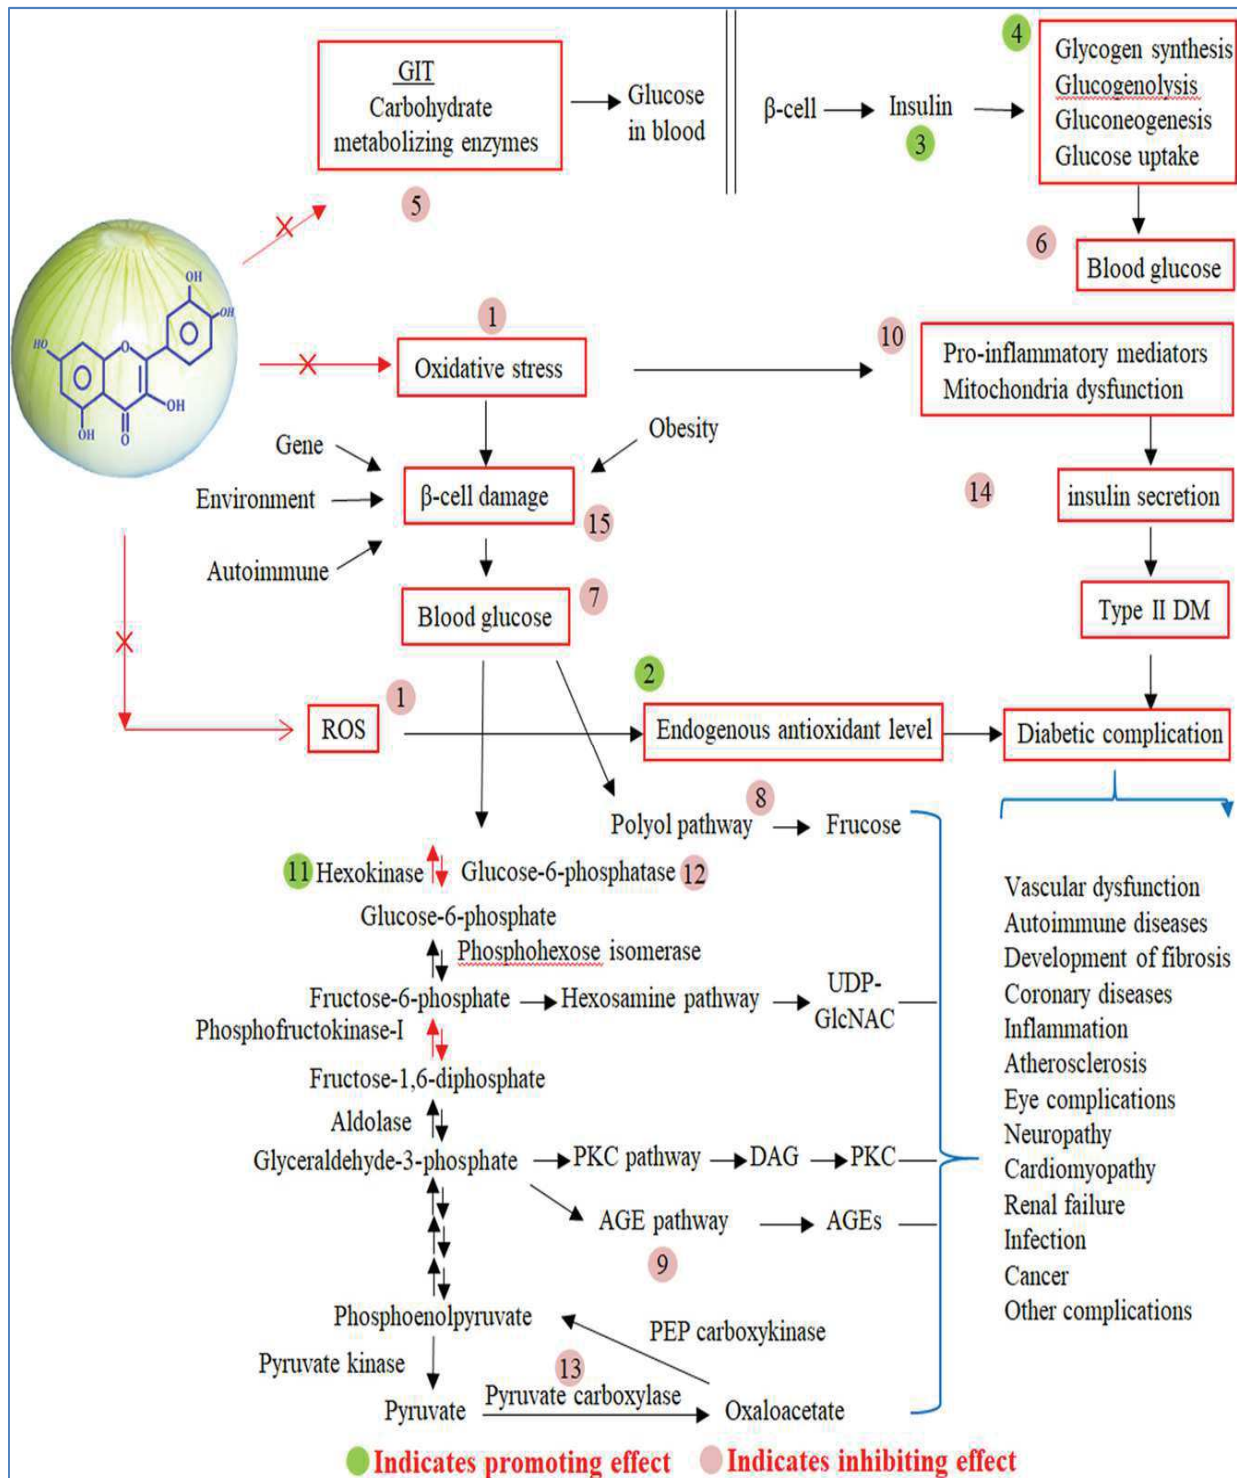 GIT
Carbohydrate
metabolizing enzymes
5
Glucose
in blood
β-cell
Insulin
3
4
Glycogen synthesis
Glucogenolysis
Gluconeogenesis
Glucose uptake
6
Blood glucose
OH
OH
HO
O
OH
OH
O
1
Oxidative stress
10
Pro-inflammatory mediators
Mitochondria dysfunction
Gene
Obesity
Environment
β-cell damage
15
Autoimmune
14
insulin secretion
Blood glucose
7
Type II DM
ROS
1
2
Endogenous antioxidant level
Diabetic complication
Polyol pathway
8
Frucose
11
Hexokinase
Glucose-6-phosphatase
12
Glucose-6-phosphate
Phosphohexose isomerase
Fructose-6-phosphate
Hexosamine pathway
UDP-
GlcNAC
Phosphofructokinase-I
Fructose-1,6-diphosphate
Aldolase
Glyceraldehyde-3-phosphate
PKC pathway
DAG
PKC
AGE pathway
AGEs
9
Phosphoenolpyruvate
PEP carboxykinase
Pyruvate kinase
13
Pyruvate carboxylase
Pyruvate
Oxaloacetate
Vascular dysfunction
Autoimmune diseases
Development of fibrosis
Coronary diseases
Inflammation
Atherosclerosis
Eye complications
Neuropathy
Cardiomyopathy
Renal failure
Infection
Cancer
Other complications
Indicates promoting effect
Indicates inhibiting effect